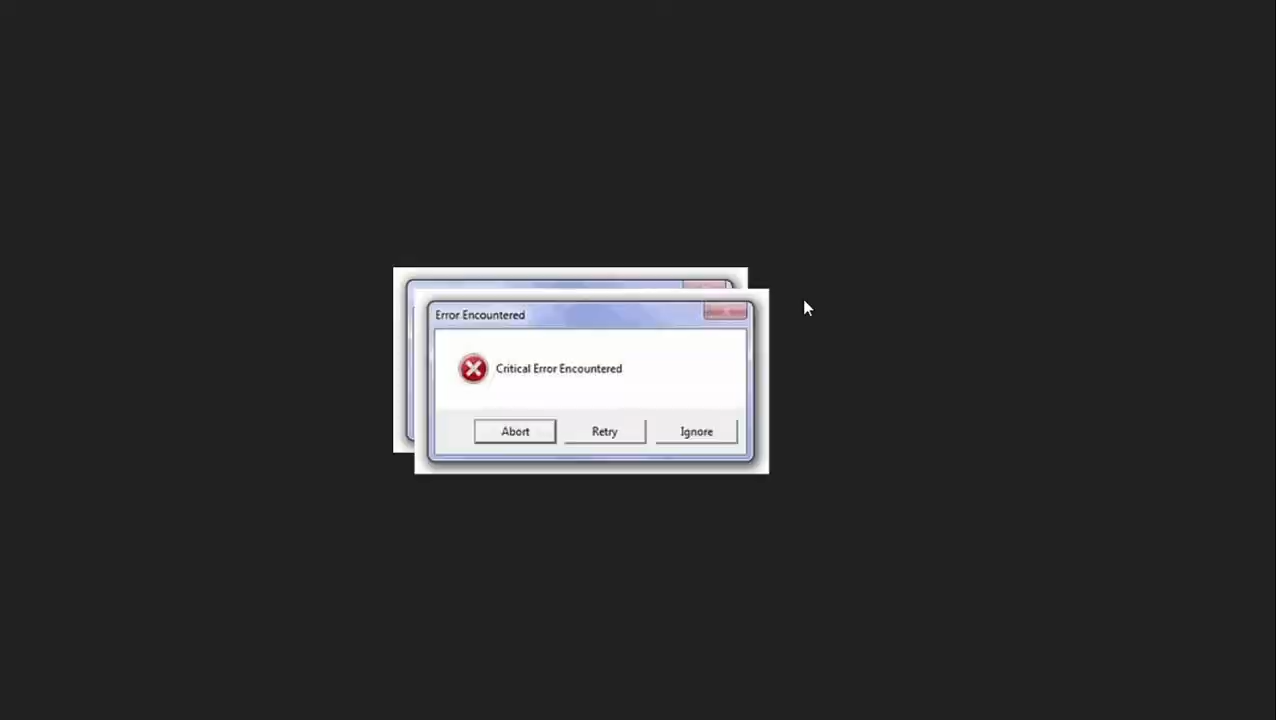 Error Encountered
Critical Error Encountered
Abort
Retry
Ignore